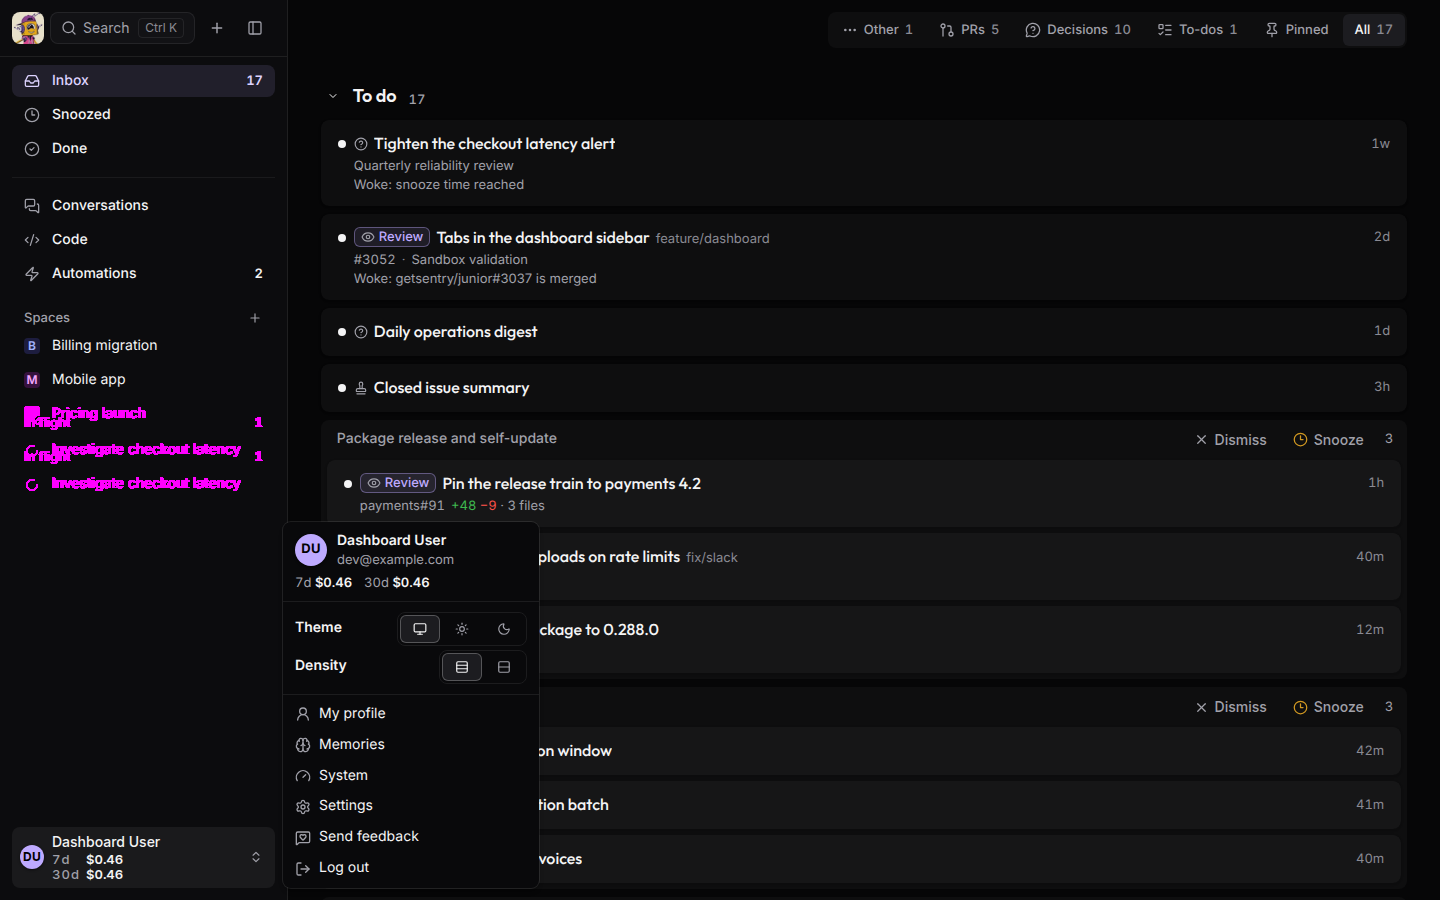 Search Ctrl K
Other 1
PRs 5
Decisions 10
To-dos 1
Pinned
All 17
Inbox 17
Snoozed
Done
Conversations
Code
Automations 2
Spaces
B Billing migration
M Mobile app
Pricing launch
In flight 1
Investigate checkout latency
In flight 1
Investigate checkout latency
To do 17
Tighten the checkout latency alert 1w
Quarterly reliability review
Woke: snooze time reached
Review Tabs in the dashboard sidebar feature/dashboard 2d
#3052 · Sandbox validation
Woke: getsentry/junior#3037 is merged
Daily operations digest 1d
Closed issue summary 3h
Package release and self-update Dismiss Snooze 3
Review Pin the release train to payments 4.2 1h
payments#91 +48 −9 · 3 files
ploads on rate limits fix/slack 40m
ckage to 0.288.0 12m
Dismiss Snooze 3
on window 42m
tion batch 41m
voices 40m
DU Dashboard User
dev@example.com
7d $0.46 30d $0.46
Theme
Density
My profile
Memories
System
Settings
Send feedback
Log out
DU Dashboard User
7d $0.46
30d $0.46